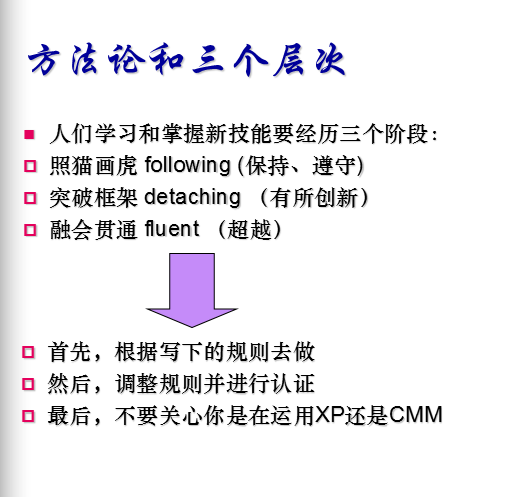 方法论和三个层次
人们学习和掌握新技能要经历三个阶段：
照猫画虎 following (保持、遵守)
突破框架 detaching （有所创新）
融会贯通 fluent （超越）
首先，根据写下的规则去做
然后，调整规则并进行认证
最后，不要关心你是在运用XP还是CMM